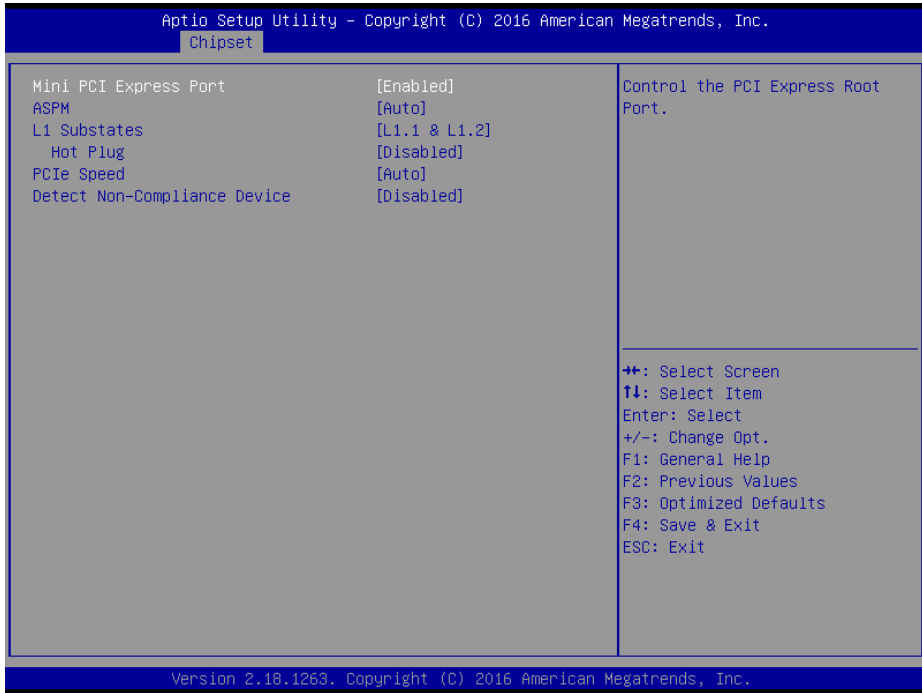 Aptio Setup Utility – Copyright (C) 2016 American Megatrends, Inc.
Chipset
Mini PCI Express Port [Enabled]
ASPM [Auto]
L1 Substates [L1.1 & L1.2]
Hot Plug [Disabled]
PCIe Speed [Auto]
Detect Non-Compliance Device [Disabled]
Control the PCI Express Root
Port.
→←: Select Screen
↑↓: Select Item
Enter: Select
+/-: Change Opt.
F1: General Help
F2: Previous Values
F3: Optimized Defaults
F4: Save & Exit
ESC: Exit
Version 2.18.1263. Copyright (C) 2016 American Megatrends, Inc.